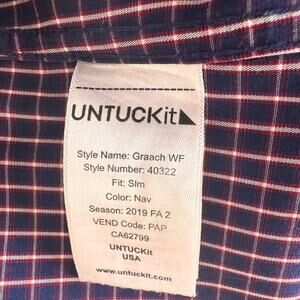 UNTUCKit
Style Name: Graach WF
Style Number: 40322
Fit: Slm
Color: Nav
Season: 2019 FA 2
VEND Code: PAP
CA62799
UNTUCKit
USA
www.untuckit.com